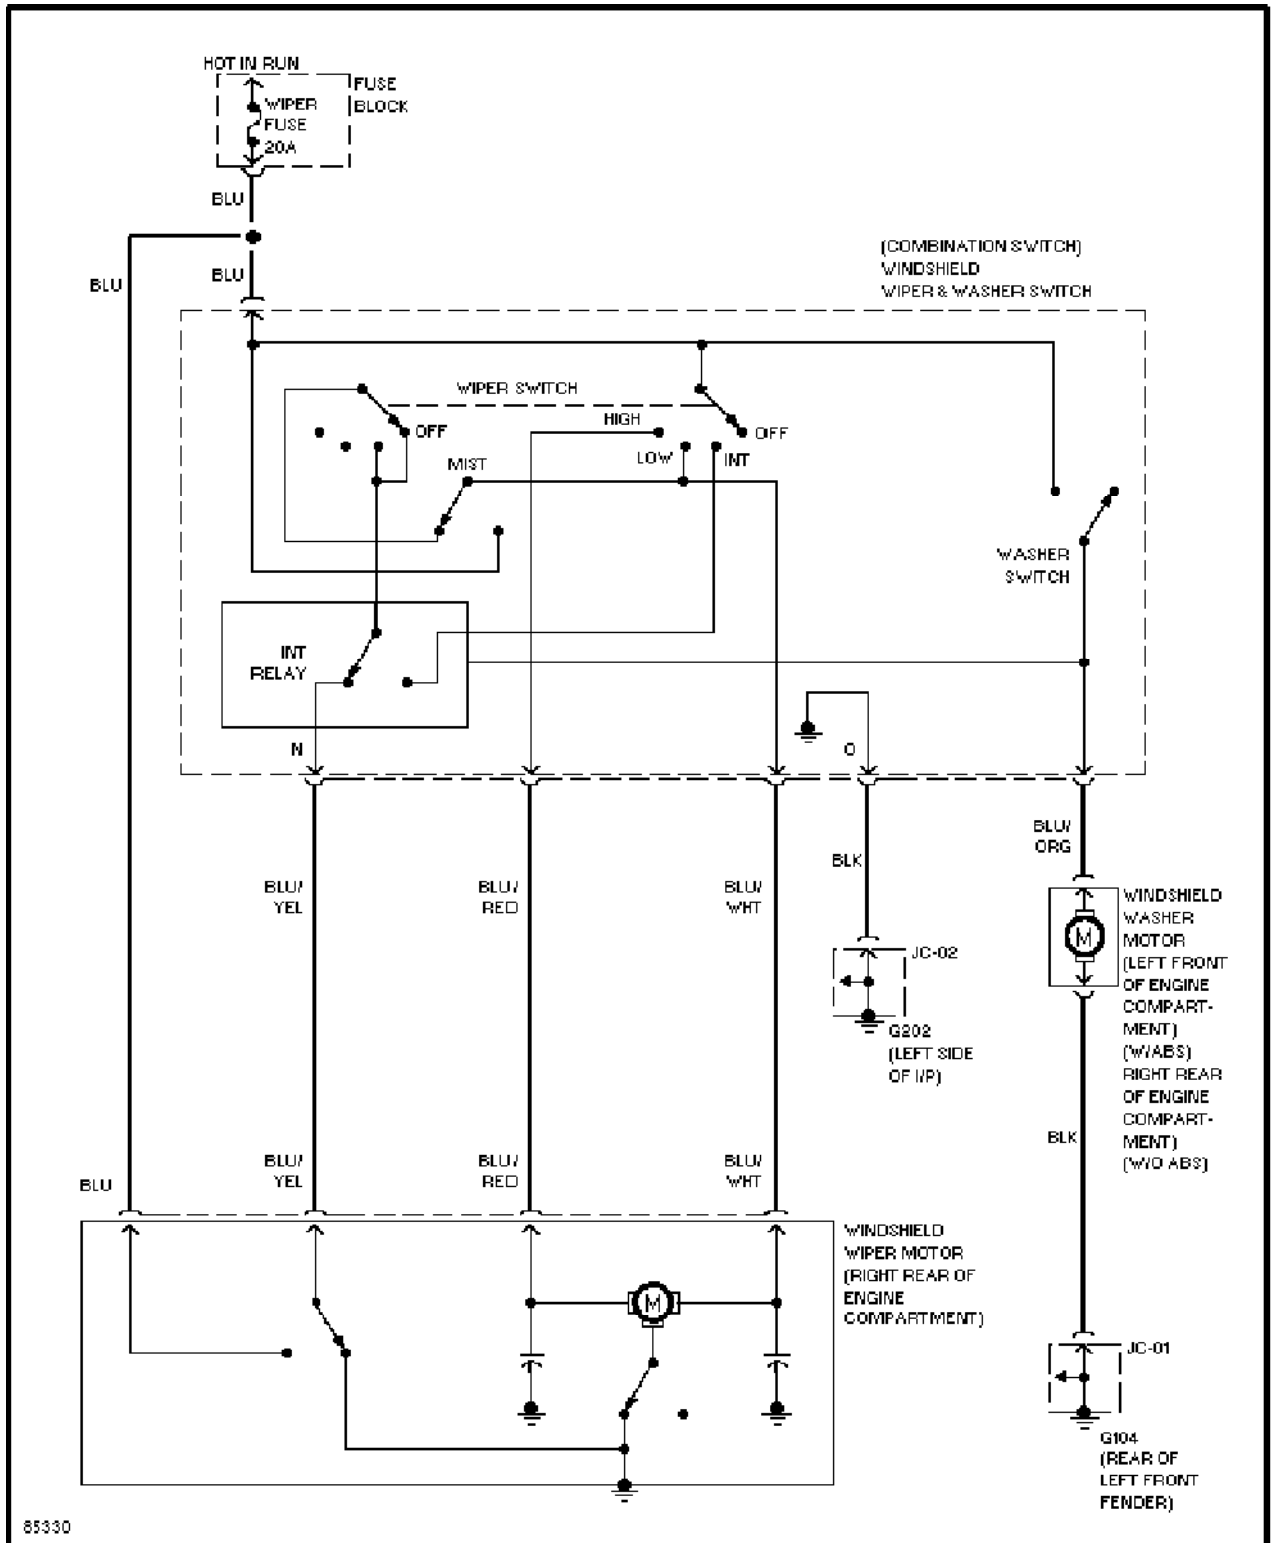 HOT IN RUN
FUSE
BLOCK
WIPER
FUSE
20A
BLU
BLU
BLU
(COMBINATION SWITCH)
WINDSHIELD
WIPER & WASHER SWITCH
WIPER SWITCH
OFF
HIGH
OFF
LOW
INT
MIST
WASHER
SWITCH
INT
RELAY
N
O
BLU/
YEL
BLU/
RED
BLU/
WHT
BLK
BLU/
ORG
JC-02
G202
(LEFT SIDE
OF I/P)
M
WINDSHIELD
WASHER
MOTOR
(LEFT FRONT
OF ENGINE
COMPART-
MENT)
(W/ABS)
RIGHT REAR
OF ENGINE
COMPART-
MENT)
(W/O ABS)
BLK
BLU
BLU/
YEL
BLU/
RED
BLU/
WHT
WINDSHIELD
WIPER MOTOR
(RIGHT REAR OF
ENGINE
COMPARTMENT)
M
JC-01
G104
(REAR OF
LEFT FRONT
FENDER)
85330